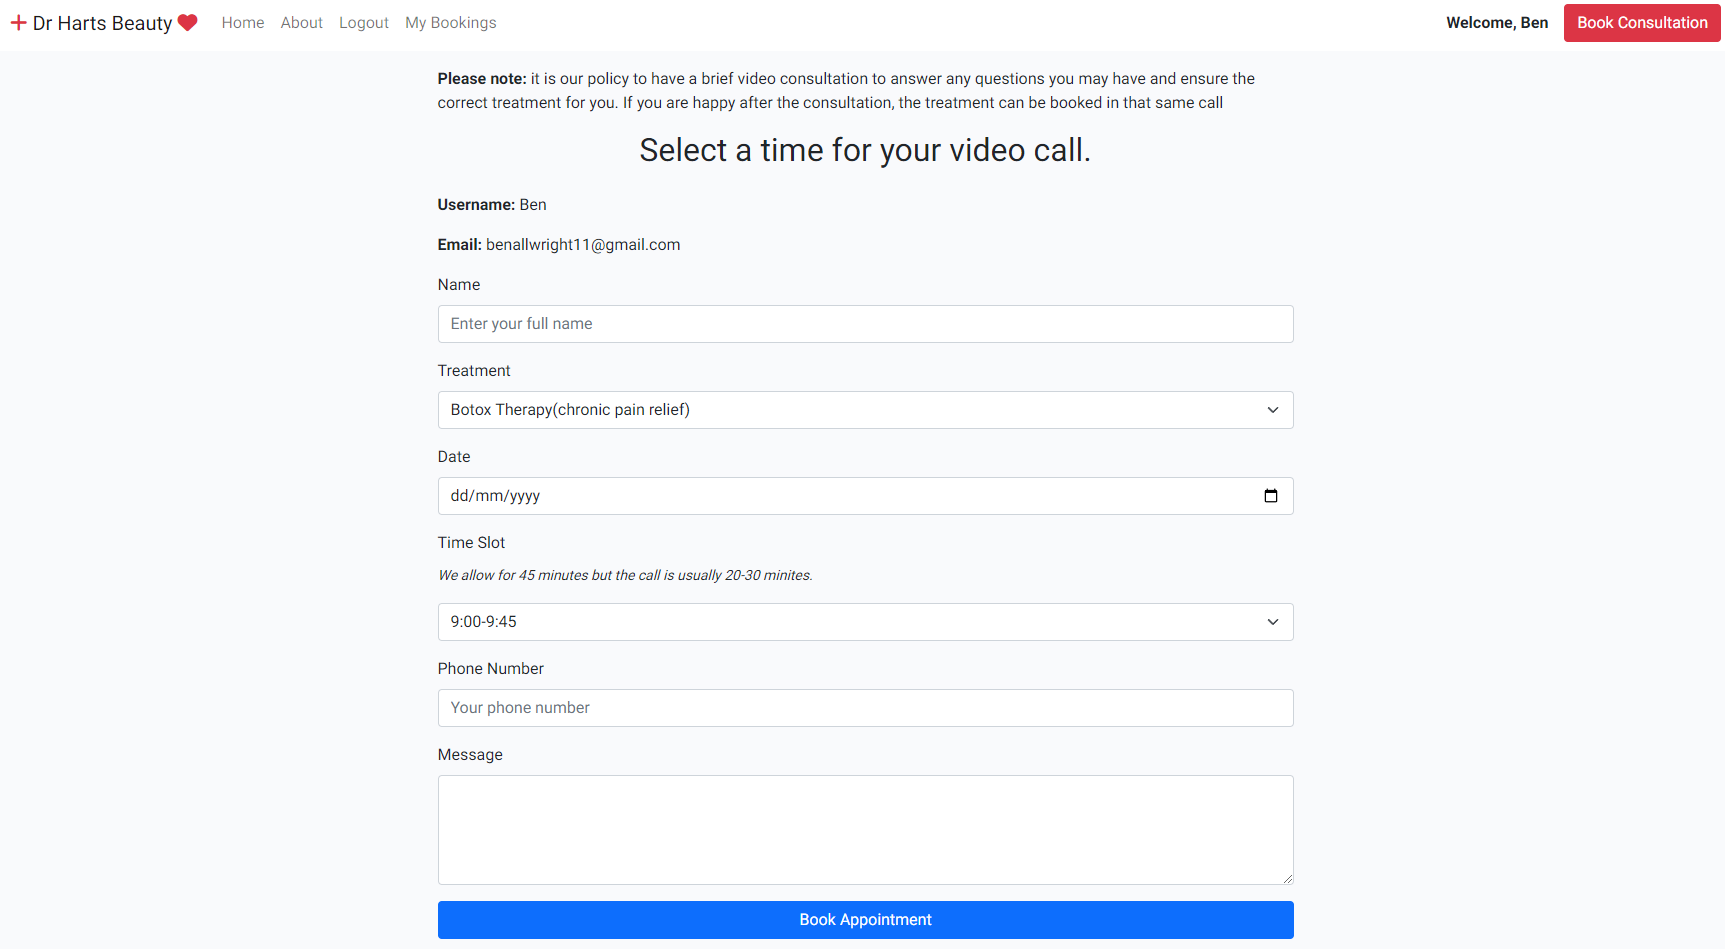 Dr Harts Beauty
Home About Logout My Bookings
Welcome, Ben
Book Consultation
Please note: it is our policy to have a brief video consultation to answer any questions you may have and ensure the
correct treatment for you. If you are happy after the consultation, the treatment can be booked in that same call
Select a time for your video call.
Username: Ben
Email: benallwright11@gmail.com
Name
Enter your full name
Treatment
Botox Therapy(chronic pain relief)
Date
dd/mm/yyyy
Time Slot
We allow for 45 minutes but the call is usually 20-30 minites.
9:00-9:45
Phone Number
Your phone number
Message
Book Appointment